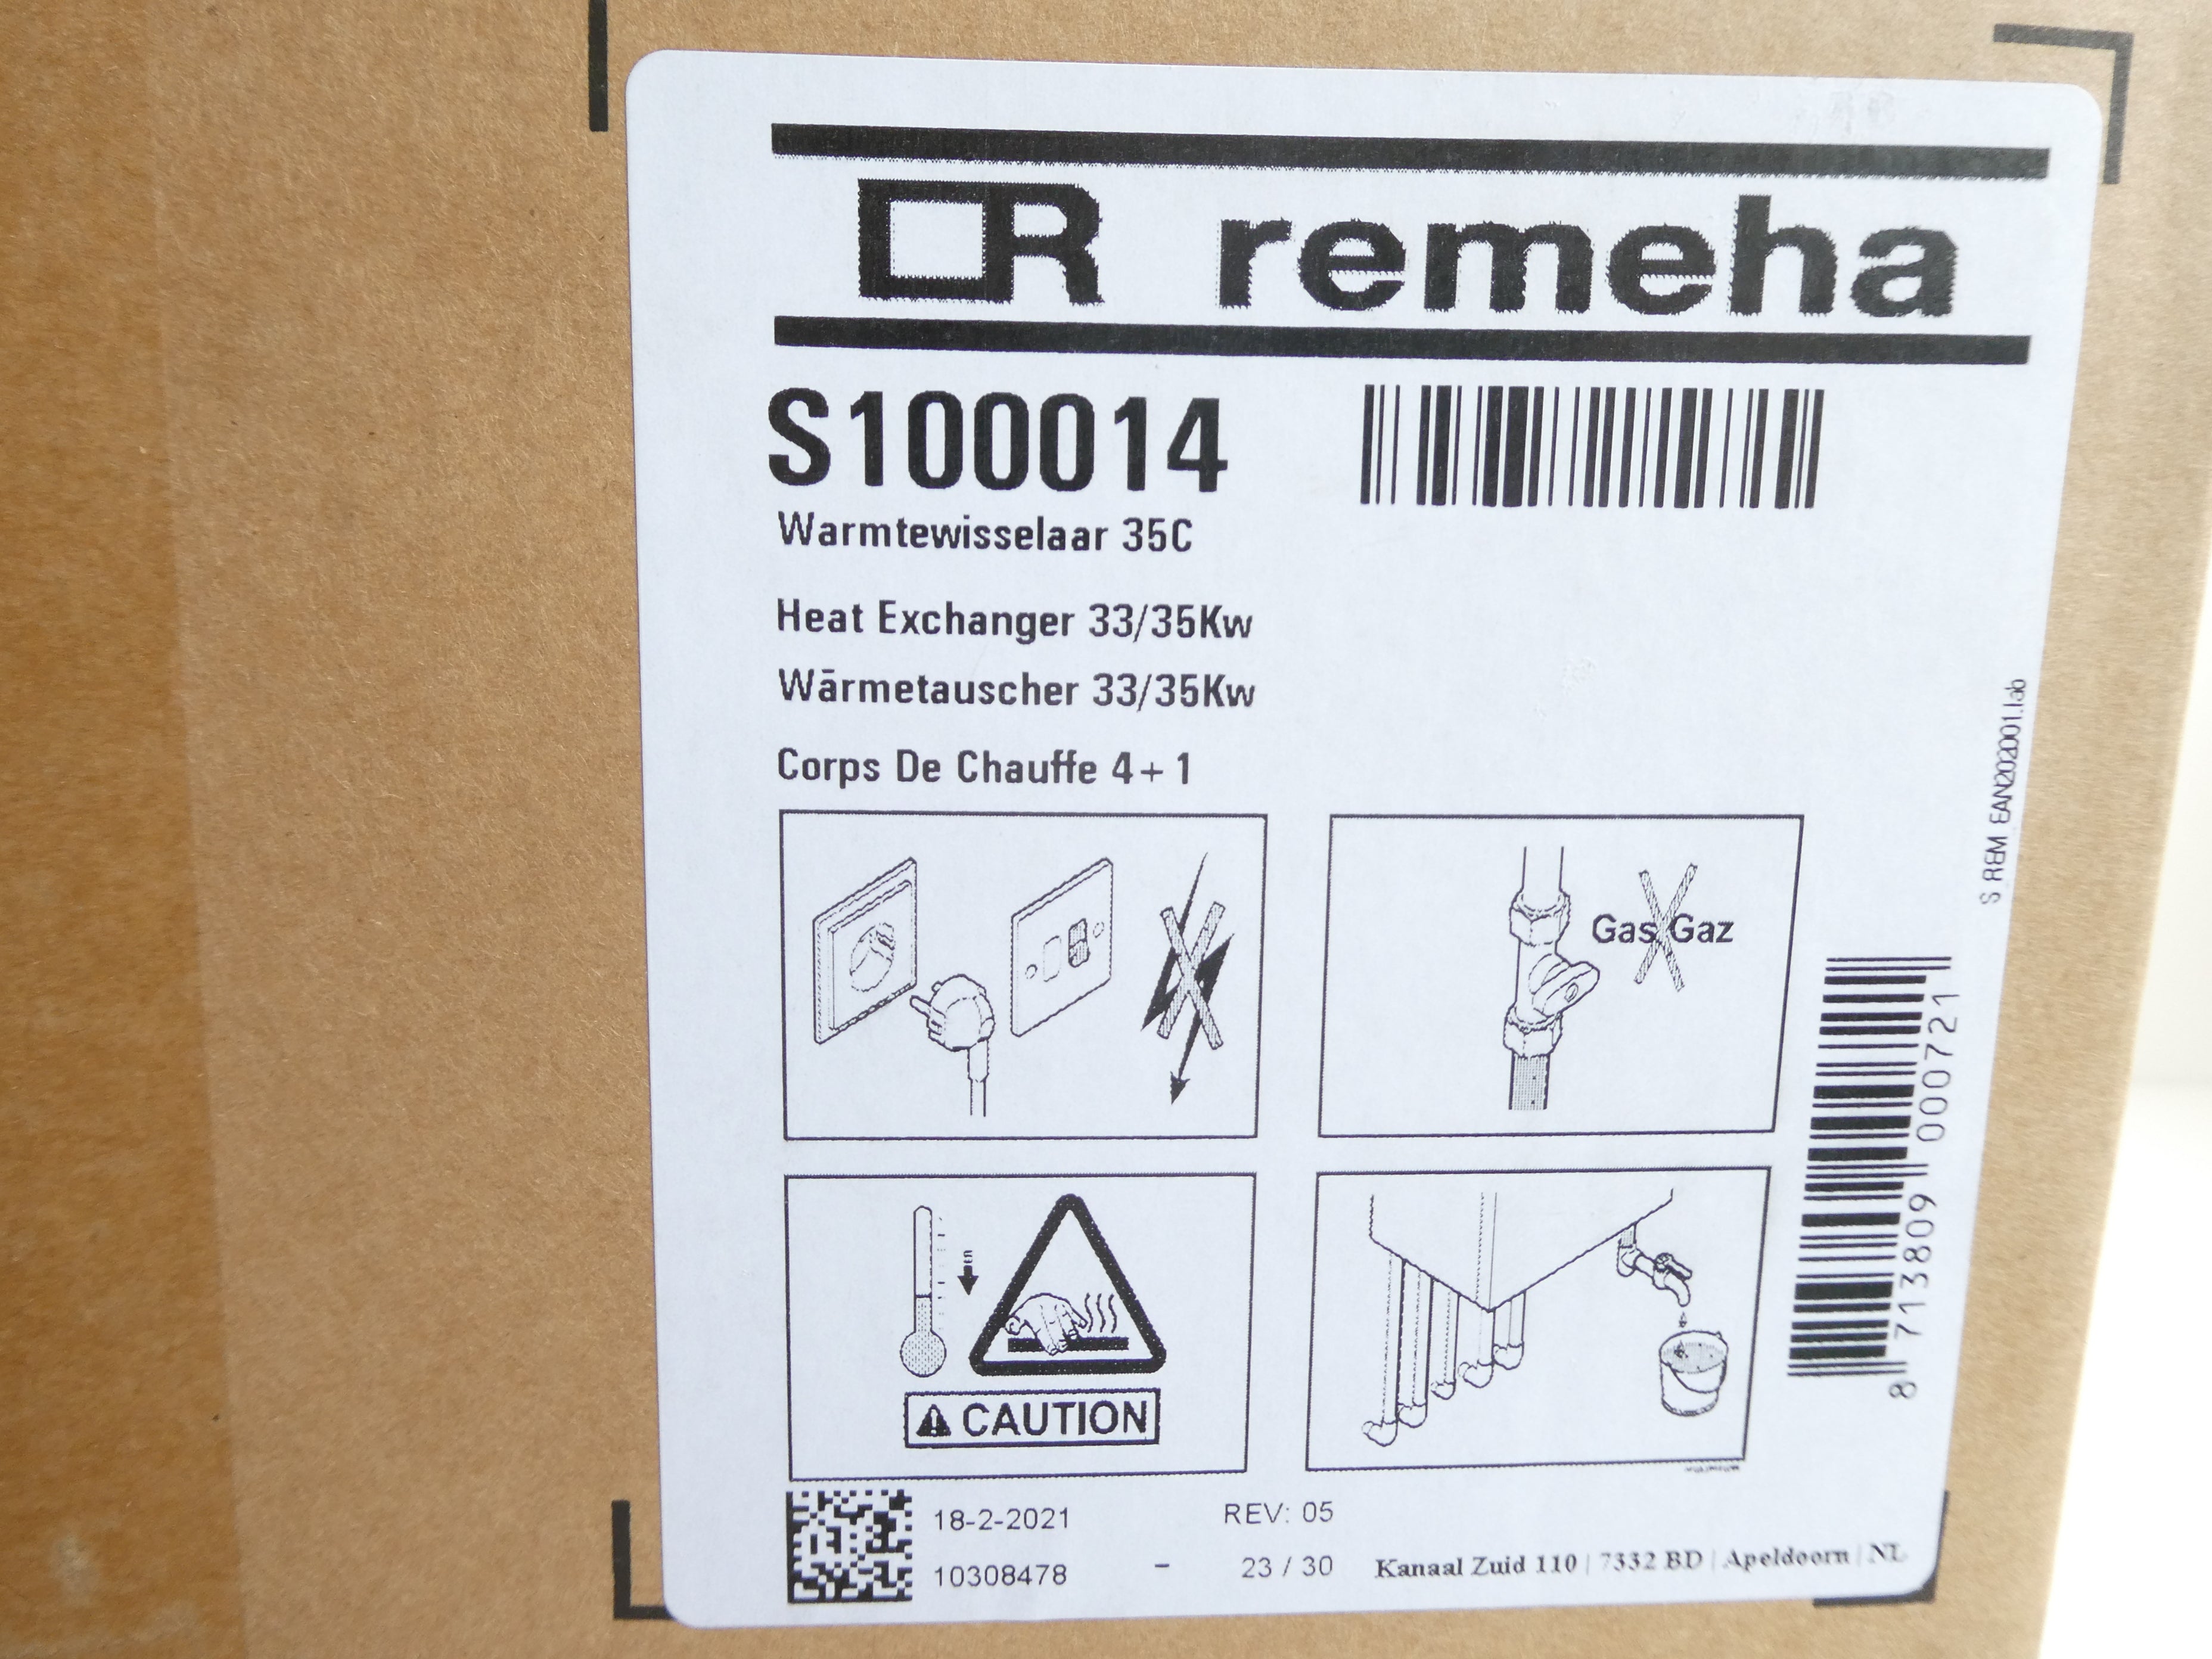 R remeha
S100014
Warmtewisselaar 35C
Heat Exchanger 33/35Kw
Wärmetauscher 33/35Kw
Corps De Chauffe 4+1
S REM EAN202001.lab
Gas Gaz
8 713809 000721
CAUTION
18-2-2021 REV: 05
10308478 - 23 / 30 Kanaal Zuid 110 | 7332 BD | Apeldoorn | NL